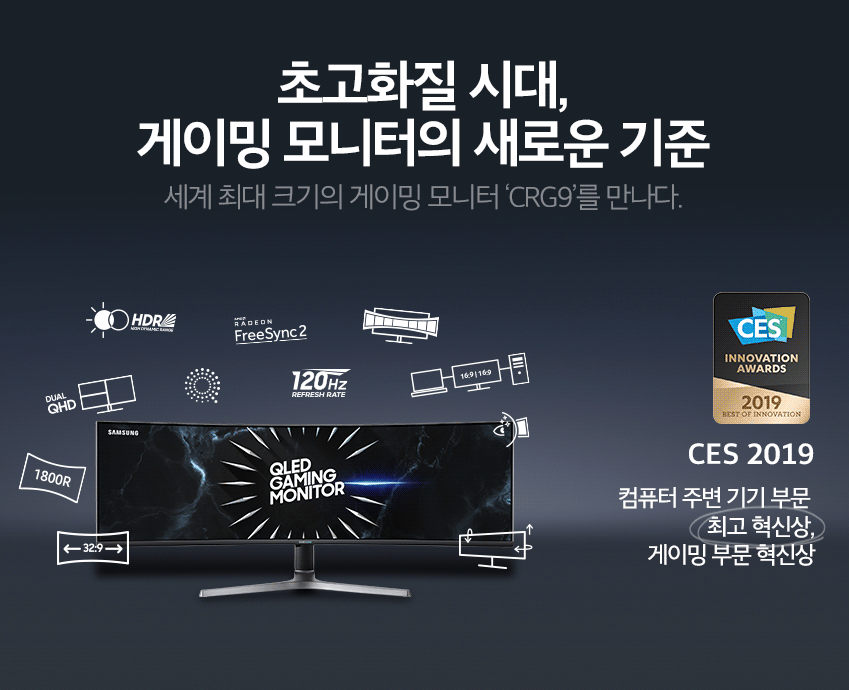 초고화질 시대,
게이밍 모니터의 새로운 기준
세계 최대 크기의 게이밍 모니터 ‘CRG9’를 만나다.
HDR
HIGH DYNAMIC RANGE
AMD
RADEON
FreeSync 2
DUAL
QHD
120HZ
REFRESH RATE
16:9 | 16:9
1800R
SAMSUNG
QLED
GAMING
MONITOR
32:9
SAMSUNG
CES
INNOVATION
AWARDS
2019
BEST OF INNOVATION
CES 2019
컴퓨터 주변 기기 부문
최고 혁신상,
게이밍 부문 혁신상